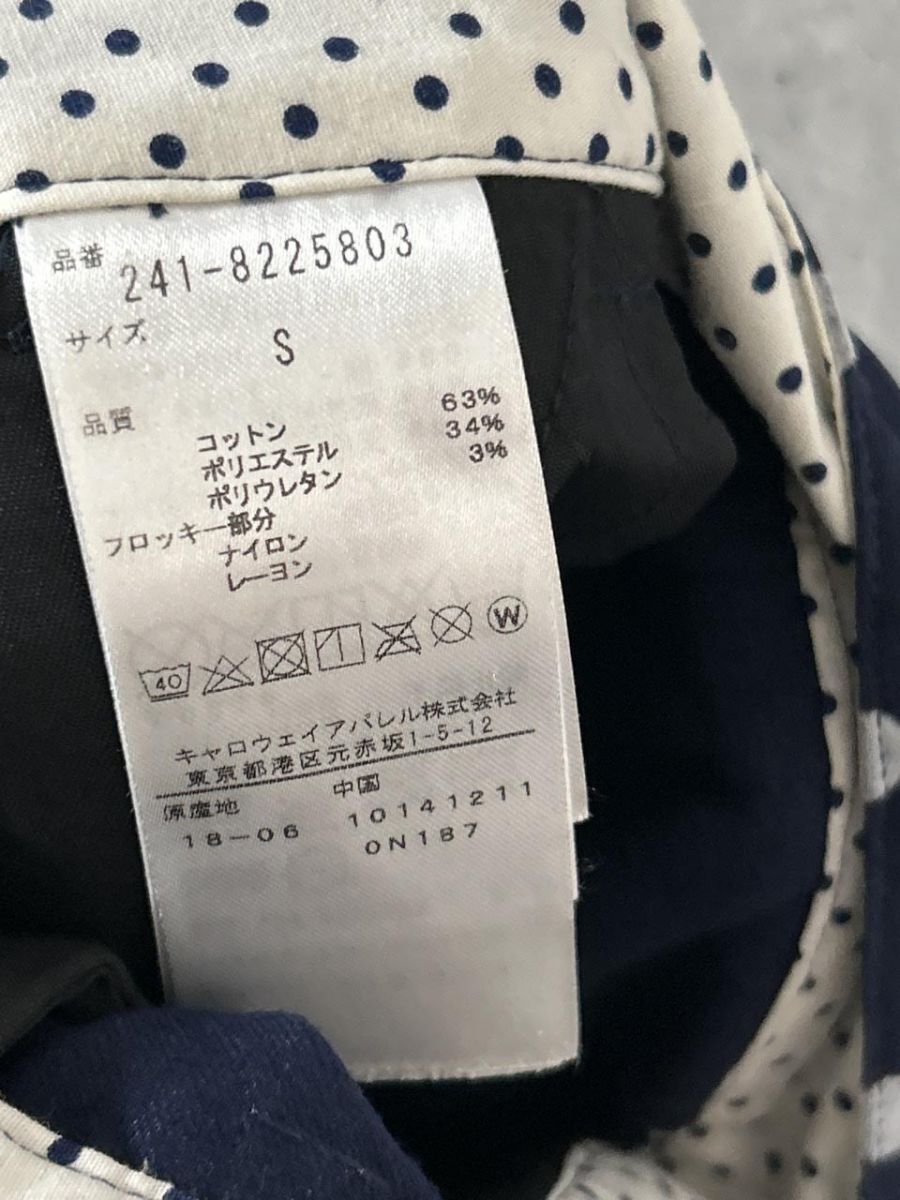 品番 241-8225803
サイズ S
品質
コットン 63%
ポリエステル 34%
ポリウレタン 3%
フロッキー部分
ナイロン
レーヨン
40 W
キャロウェイアパレル株式会社
東京都港区元赤坂1-5-12
原産地 中国
18-06 10141211
0N187